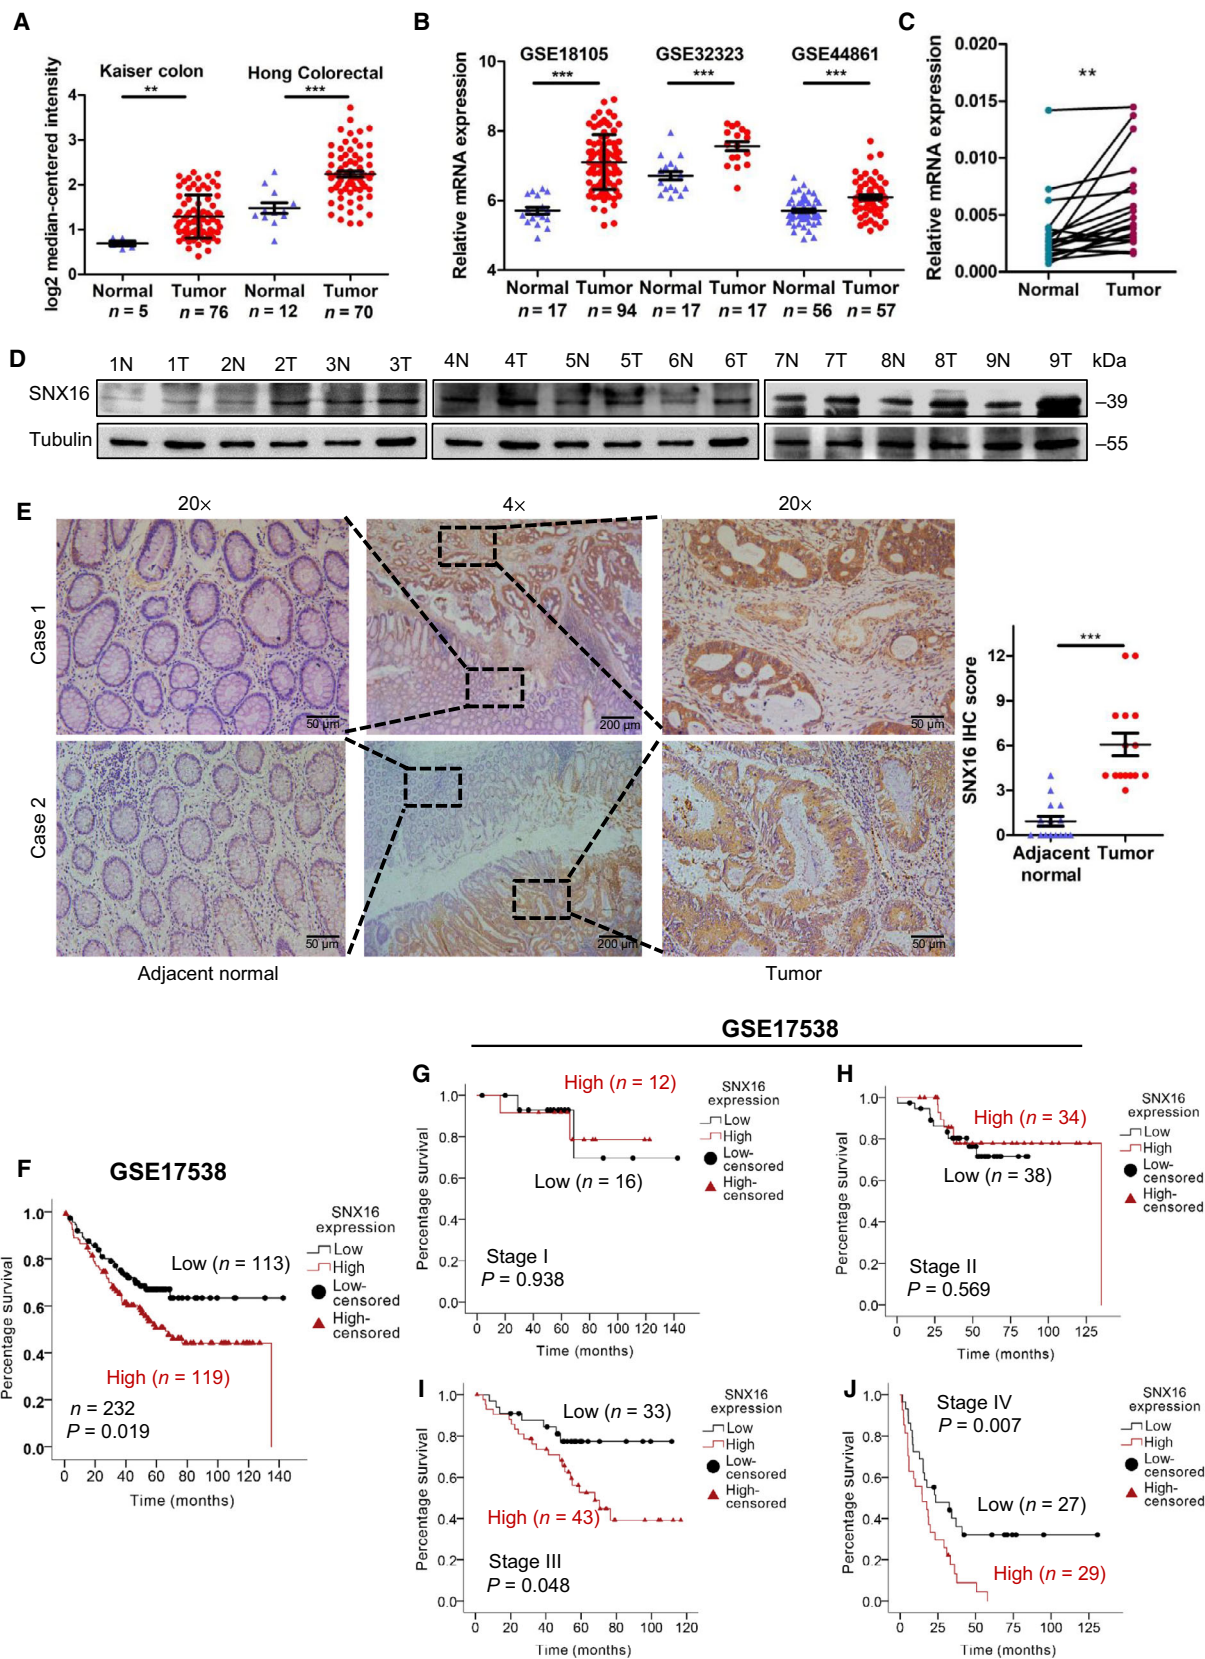 A
Kaiser colon
Hong Colorectal
**
***
log2 median-centered intensity
4
3
2
1
0
Normal Tumor Normal Tumor
n = 5 n = 76 n = 12 n = 70
B
GSE18105 GSE32323 GSE44861
*** *** ***
Relative mRNA expression
10
8
6
4
Normal Tumor Normal Tumor Normal Tumor
n = 17 n = 94 n = 17 n = 17 n = 56 n = 57
C
**
Relative mRNA expression
0.020
0.015
0.010
0.005
0.000
Normal Tumor
D
1N 1T 2N 2T 3N 3T 4N 4T 5N 5T 6N 6T 7N 7T 8N 8T 9N 9T kDa
SNX16 –39
Tubulin –55
E
20× 4× 20×
Case 1
50 µm 200 µm 50 µm
Case 2
50 µm 200 µm 50 µm
Adjacent normal Tumor
***
SNX16 IHC score
12
9
6
3
0
Adjacent normal
Tumor
GSE17538
F
GSE17538
SNX16
expression
Low
High
Low-
censored
High-
censored
Low (n = 113)
High (n = 119)
n = 232
P = 0.019
Percentage survival
1.0
0.8
0.6
0.4
0.2
0.0
0 20 40 60 80 100 120 140
Time (months)
G
High (n = 12)
Low (n = 16)
Stage I
P = 0.938
SNX16
expression
Low
High
Low-
censored
High-
censored
Percentage survival
1.0
0.8
0.6
0.4
0.2
0.0
0 20 40 60 80 100 120 140
Time (months)
H
High (n = 34)
Low (n = 38)
Stage II
P = 0.569
SNX16
expression
Low
High
Low-
censored
High-
censored
Percentage survival
1.0
0.8
0.6
0.4
0.2
0.0
0 25 50 75 100 125
Time (months)
I
Low (n = 33)
High (n = 43)
Stage III
P = 0.048
SNX16
expression
Low
High
Low-
censored
High-
censored
Percentage survival
1.0
0.8
0.6
0.4
0.2
0.0
0 20 40 60 80 100 120
Time (months)
J
Stage IV
P = 0.007
Low (n = 27)
High (n = 29)
SNX16
expression
Low
High
Low-
censored
High-
censored
Percentage survival
1.0
0.8
0.6
0.4
0.2
0.0
0 25 50 75 100 125
Time (months)